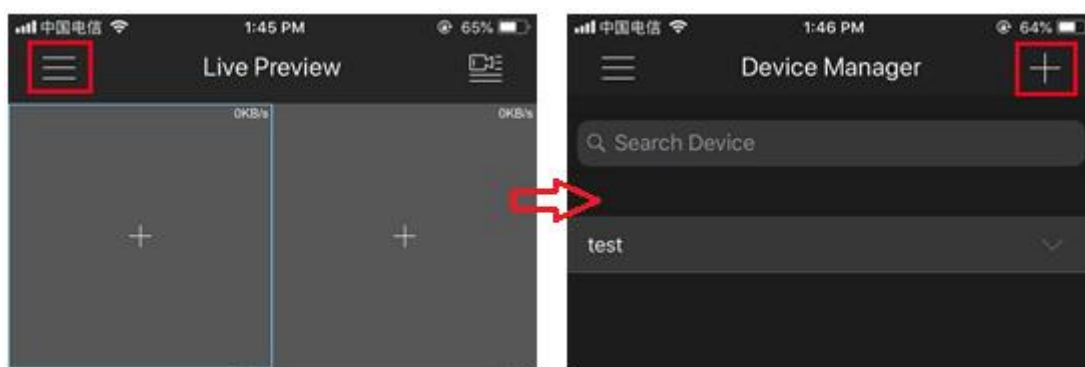 中国电信 1:45 PM 65%
Live Preview
0KB/s 0KB/s
中国电信 1:46 PM 64%
Device Manager
Search Device
test